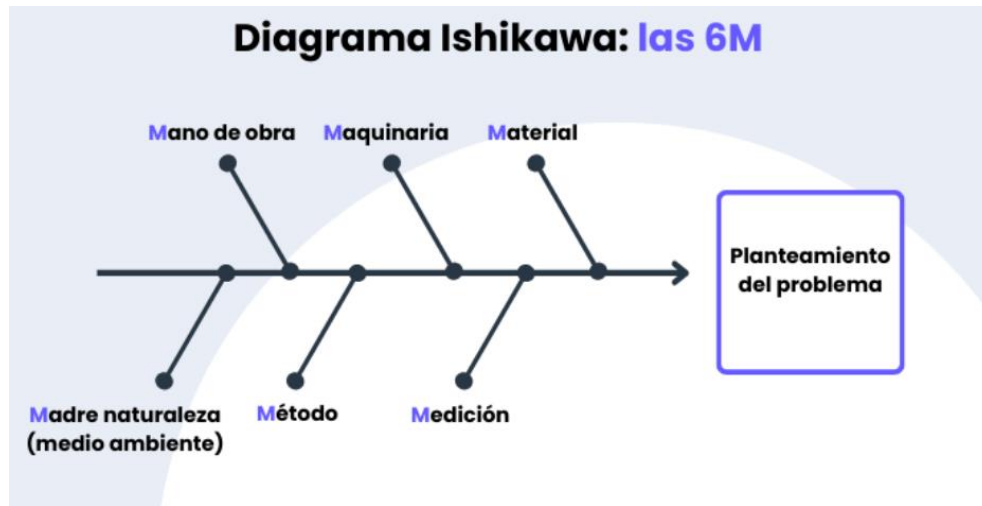 Diagrama Ishikawa: las 6M
Mano de obra
Maquinaria
Material
Planteamiento
del problema
Madre naturaleza
(medio ambiente)
Método
Medición